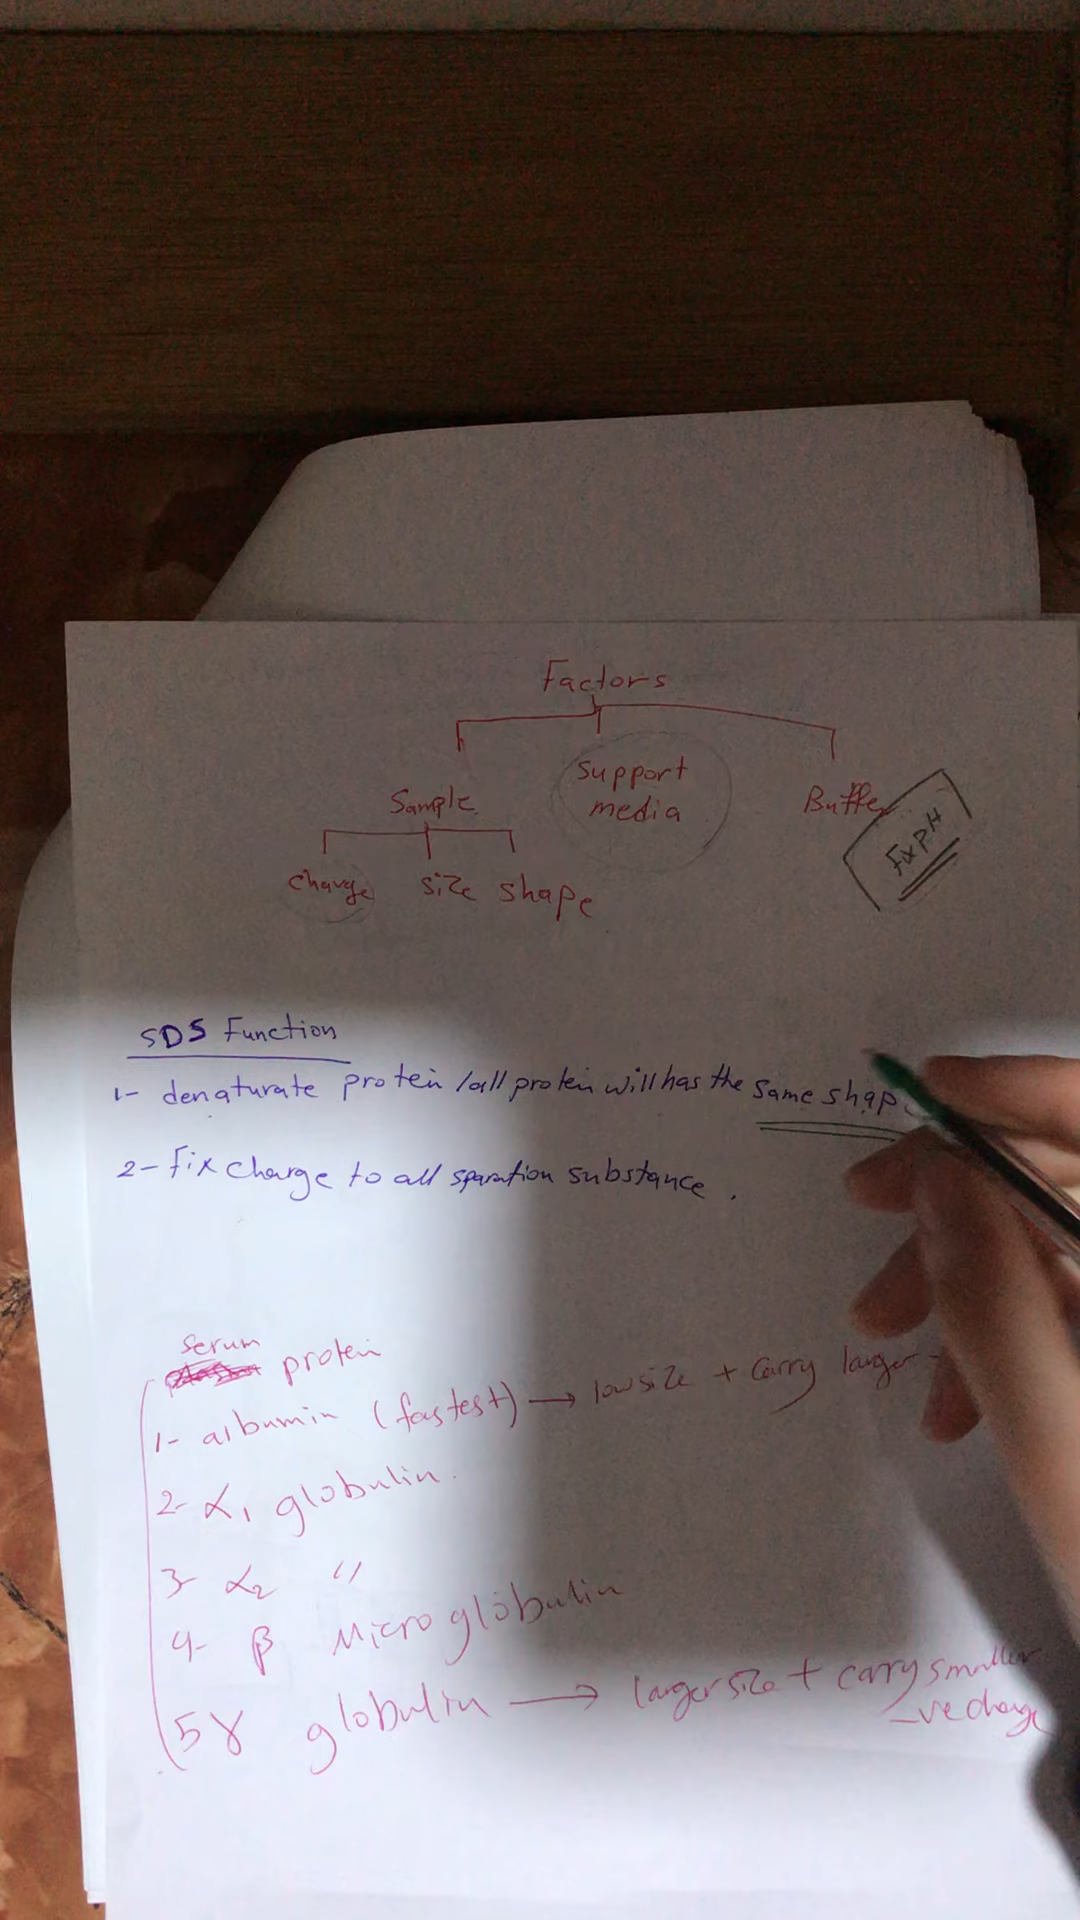 Factors
Sample
support
media
Buffer
Fix pH
charge size shape
SDS Function
1- denaturate protein / all protein will has the same shap
2- fix charge to all sparation substance.
serum
protein
1- albumin (fastest) → low size + carry larger -
2- α1 globulin.
3- α2 "
4- β Micro globulin
5 γ globulin → larger size + carry smaller
-ve charge